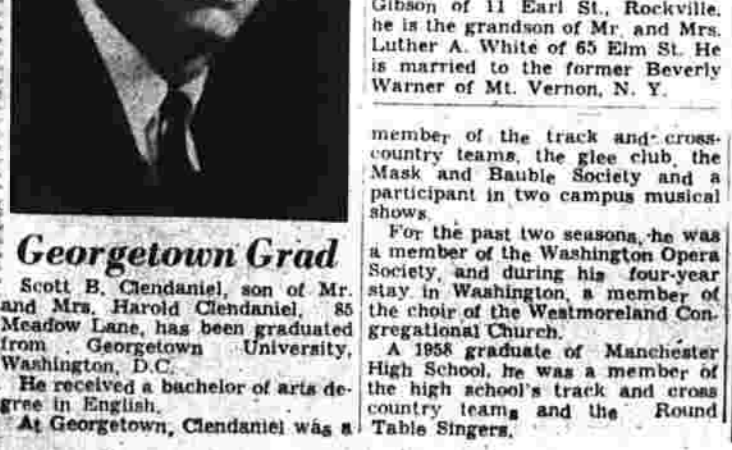 Georgetown Grad
Scott B. Clendaniel, son of Mr.
and Mrs. Harold Clendaniel, 85
Meadow Lane, has been graduated
from Georgetown University,
Washington, D.C.
He received a bachelor of arts de-
gree in English.
At Georgetown, Clendaniel was a
Gibson of 11 Earl St., Rockville,
he is the grandson of Mr. and Mrs.
Luther A. White of 65 Elm St. He
is married to the former Beverly
Warner of Mt. Vernon, N. Y.
member of the track and cross-
country teams, the glee club, the
Mask and Bauble Society and a
participant in two campus musical
shows.
For the past two seasons, he was
a member of the Washington Opera
Society, and during his four-year
stay in Washington, a member of
the choir of the Westmoreland Con-
gregational Church.
A 1958 graduate of Manchester
High School, he was a member of
the high school's track and cross
country teams and the Round
Table Singers.